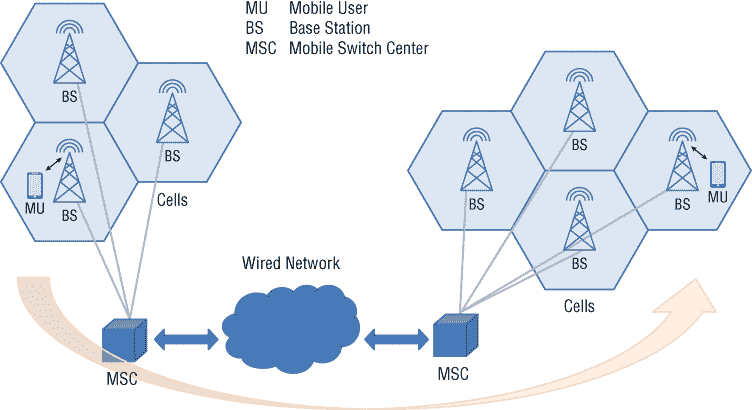 MU Mobile User
BS Base Station
MSC Mobile Switch Center
BS
BS
BS
MU
BS
Cells
BS
BS
BS
MU
BS
Cells
Wired Network
MSC
MSC